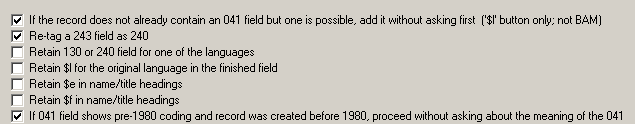 If the record does not already contain an 041 field but one is possible, add it without asking first  ('$l' button only; not BAM)
Re-tag a 243 field as 240
Retain 130 or 240 field for one of the languages
Retain $l for the original language in the finished field
Retain $e in name/title headings
Retain $f in name/title headings
If 041 field shows pre-1980 coding and record was created before 1980, proceed without asking about the meaning of the 041